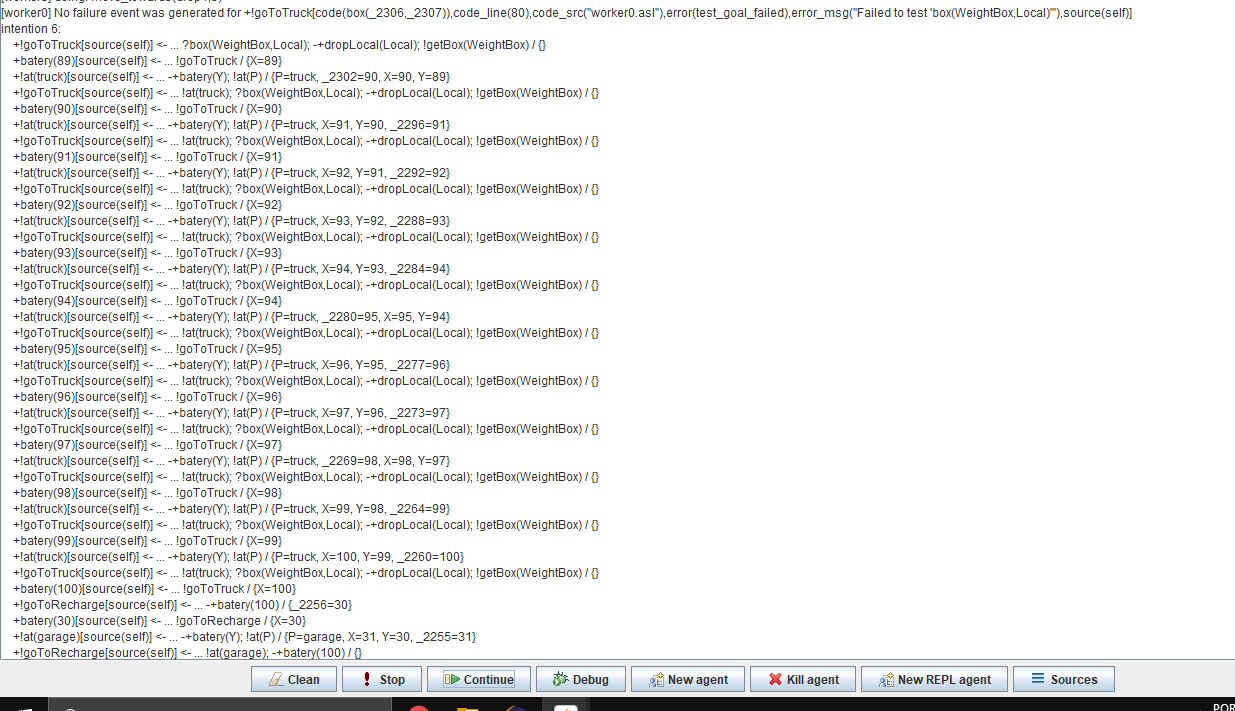 [worker0] No failure event was generated for +!goToTruck[code(box(_2306,_2307)),code_line(80),code_src("worker0.asl"),error(test_goal_failed),error_msg("Failed to test 'box(WeightBox,Local)'"),source(self)]
intention 6:
+!goToTruck[source(self)] <- ... ?box(WeightBox,Local); -+dropLocal(Local); !getBox(WeightBox) / {}
+batery(89)[source(self)] <- ... !goToTruck / {X=89}
+!at(truck)[source(self)] <- ... -+batery(Y); !at(P) / {P=truck, _2302=90, X=90, Y=89}
+!goToTruck[source(self)] <- ... !at(truck); ?box(WeightBox,Local); -+dropLocal(Local); !getBox(WeightBox) / {}
+batery(90)[source(self)] <- ... !goToTruck / {X=90}
+!at(truck)[source(self)] <- ... -+batery(Y); !at(P) / {P=truck, X=91, Y=90, _2296=91}
+!goToTruck[source(self)] <- ... !at(truck); ?box(WeightBox,Local); -+dropLocal(Local); !getBox(WeightBox) / {}
+batery(91)[source(self)] <- ... !goToTruck / {X=91}
+!at(truck)[source(self)] <- ... -+batery(Y); !at(P) / {P=truck, X=92, Y=91, _2292=92}
+!goToTruck[source(self)] <- ... !at(truck); ?box(WeightBox,Local); -+dropLocal(Local); !getBox(WeightBox) / {}
+batery(92)[source(self)] <- ... !goToTruck / {X=92}
+!at(truck)[source(self)] <- ... -+batery(Y); !at(P) / {P=truck, X=93, Y=92, _2288=93}
+!goToTruck[source(self)] <- ... !at(truck); ?box(WeightBox,Local); -+dropLocal(Local); !getBox(WeightBox) / {}
+batery(93)[source(self)] <- ... !goToTruck / {X=93}
+!at(truck)[source(self)] <- ... -+batery(Y); !at(P) / {P=truck, X=94, Y=93, _2284=94}
+!goToTruck[source(self)] <- ... !at(truck); ?box(WeightBox,Local); -+dropLocal(Local); !getBox(WeightBox) / {}
+batery(94)[source(self)] <- ... !goToTruck / {X=94}
+!at(truck)[source(self)] <- ... -+batery(Y); !at(P) / {P=truck, _2280=95, X=95, Y=94}
+!goToTruck[source(self)] <- ... !at(truck); ?box(WeightBox,Local); -+dropLocal(Local); !getBox(WeightBox) / {}
+batery(95)[source(self)] <- ... !goToTruck / {X=95}
+!at(truck)[source(self)] <- ... -+batery(Y); !at(P) / {P=truck, X=96, Y=95, _2277=96}
+!goToTruck[source(self)] <- ... !at(truck); ?box(WeightBox,Local); -+dropLocal(Local); !getBox(WeightBox) / {}
+batery(96)[source(self)] <- ... !goToTruck / {X=96}
+!at(truck)[source(self)] <- ... -+batery(Y); !at(P) / {P=truck, X=97, Y=96, _2273=97}
+!goToTruck[source(self)] <- ... !at(truck); ?box(WeightBox,Local); -+dropLocal(Local); !getBox(WeightBox) / {}
+batery(97)[source(self)] <- ... !goToTruck / {X=97}
+!at(truck)[source(self)] <- ... -+batery(Y); !at(P) / {P=truck, _2269=98, X=98, Y=97}
+!goToTruck[source(self)] <- ... !at(truck); ?box(WeightBox,Local); -+dropLocal(Local); !getBox(WeightBox) / {}
+batery(98)[source(self)] <- ... !goToTruck / {X=98}
+!at(truck)[source(self)] <- ... -+batery(Y); !at(P) / {P=truck, X=99, Y=98, _2264=99}
+!goToTruck[source(self)] <- ... !at(truck); ?box(WeightBox,Local); -+dropLocal(Local); !getBox(WeightBox) / {}
+batery(99)[source(self)] <- ... !goToTruck / {X=99}
+!at(truck)[source(self)] <- ... -+batery(Y); !at(P) / {P=truck, X=100, Y=99, _2260=100}
+!goToTruck[source(self)] <- ... !at(truck); ?box(WeightBox,Local); -+dropLocal(Local); !getBox(WeightBox) / {}
+batery(100)[source(self)] <- ... !goToTruck / {X=100}
+!goToRecharge[source(self)] <- ... -+batery(100) / {_2256=30}
+batery(30)[source(self)] <- ... !goToRecharge / {X=30}
+!at(garage)[source(self)] <- ... -+batery(Y); !at(P) / {P=garage, X=31, Y=30, _2255=31}
+!goToRecharge[source(self)] <- ... !at(garage); -+batery(100) / {}
Clean Stop Continue Debug New agent Kill agent New REPL agent Sources
POR